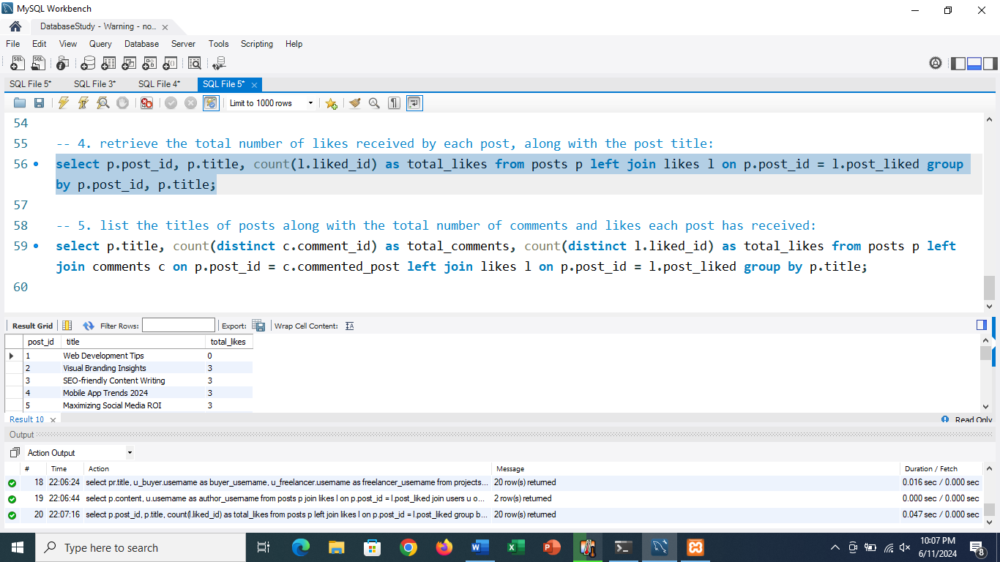 MySQL Workbench
DatabaseStudy - Warning - no... x
File Edit View Query Database Server Tools Scripting Help
SQL File 5* SQL File 3* SQL File 4* SQL File 5* x
Limit to 1000 rows
54
55 -- 4. retrieve the total number of likes received by each post, along with the post title:
56 select p.post_id, p.title, count(l.liked_id) as total_likes from posts p left join likes l on p.post_id = l.post_liked group
by p.post_id, p.title;
57
58 -- 5. list the titles of posts along with the total number of comments and likes each post has received:
59 select p.title, count(distinct c.comment_id) as total_comments, count(distinct l.liked_id) as total_likes from posts p left
join comments c on p.post_id = c.commented_post left join likes l on p.post_id = l.post_liked group by p.title;
60
Result Grid Filter Rows: Export: Wrap Cell Content:
post_id title total_likes
1 Web Development Tips 0
2 Visual Branding Insights 3
3 SEO-friendly Content Writing 3
4 Mobile App Trends 2024 3
5 Maximizing Social Media ROI 3
Result 10 x Read Only
Output
Action Output
# Time Action Message Duration / Fetch
18 22:06:24 select pr.title, u_buyer.username as buyer_username, u_freelancer.username as freelancer_username from projects... 20 row(s) returned 0.016 sec / 0.000 sec
19 22:06:44 select p.content, u.username as author_username from posts p join likes l on p.post_id = l.post_liked join users u o... 2 row(s) returned 0.000 sec / 0.000 sec
20 22:07:16 select p.post_id, p.title, count(l.liked_id) as total_likes from posts p left join likes l on p.post_id = l.post_liked group b... 20 row(s) returned 0.047 sec / 0.000 sec
Type here to search
10:07 PM
6/11/2024
8